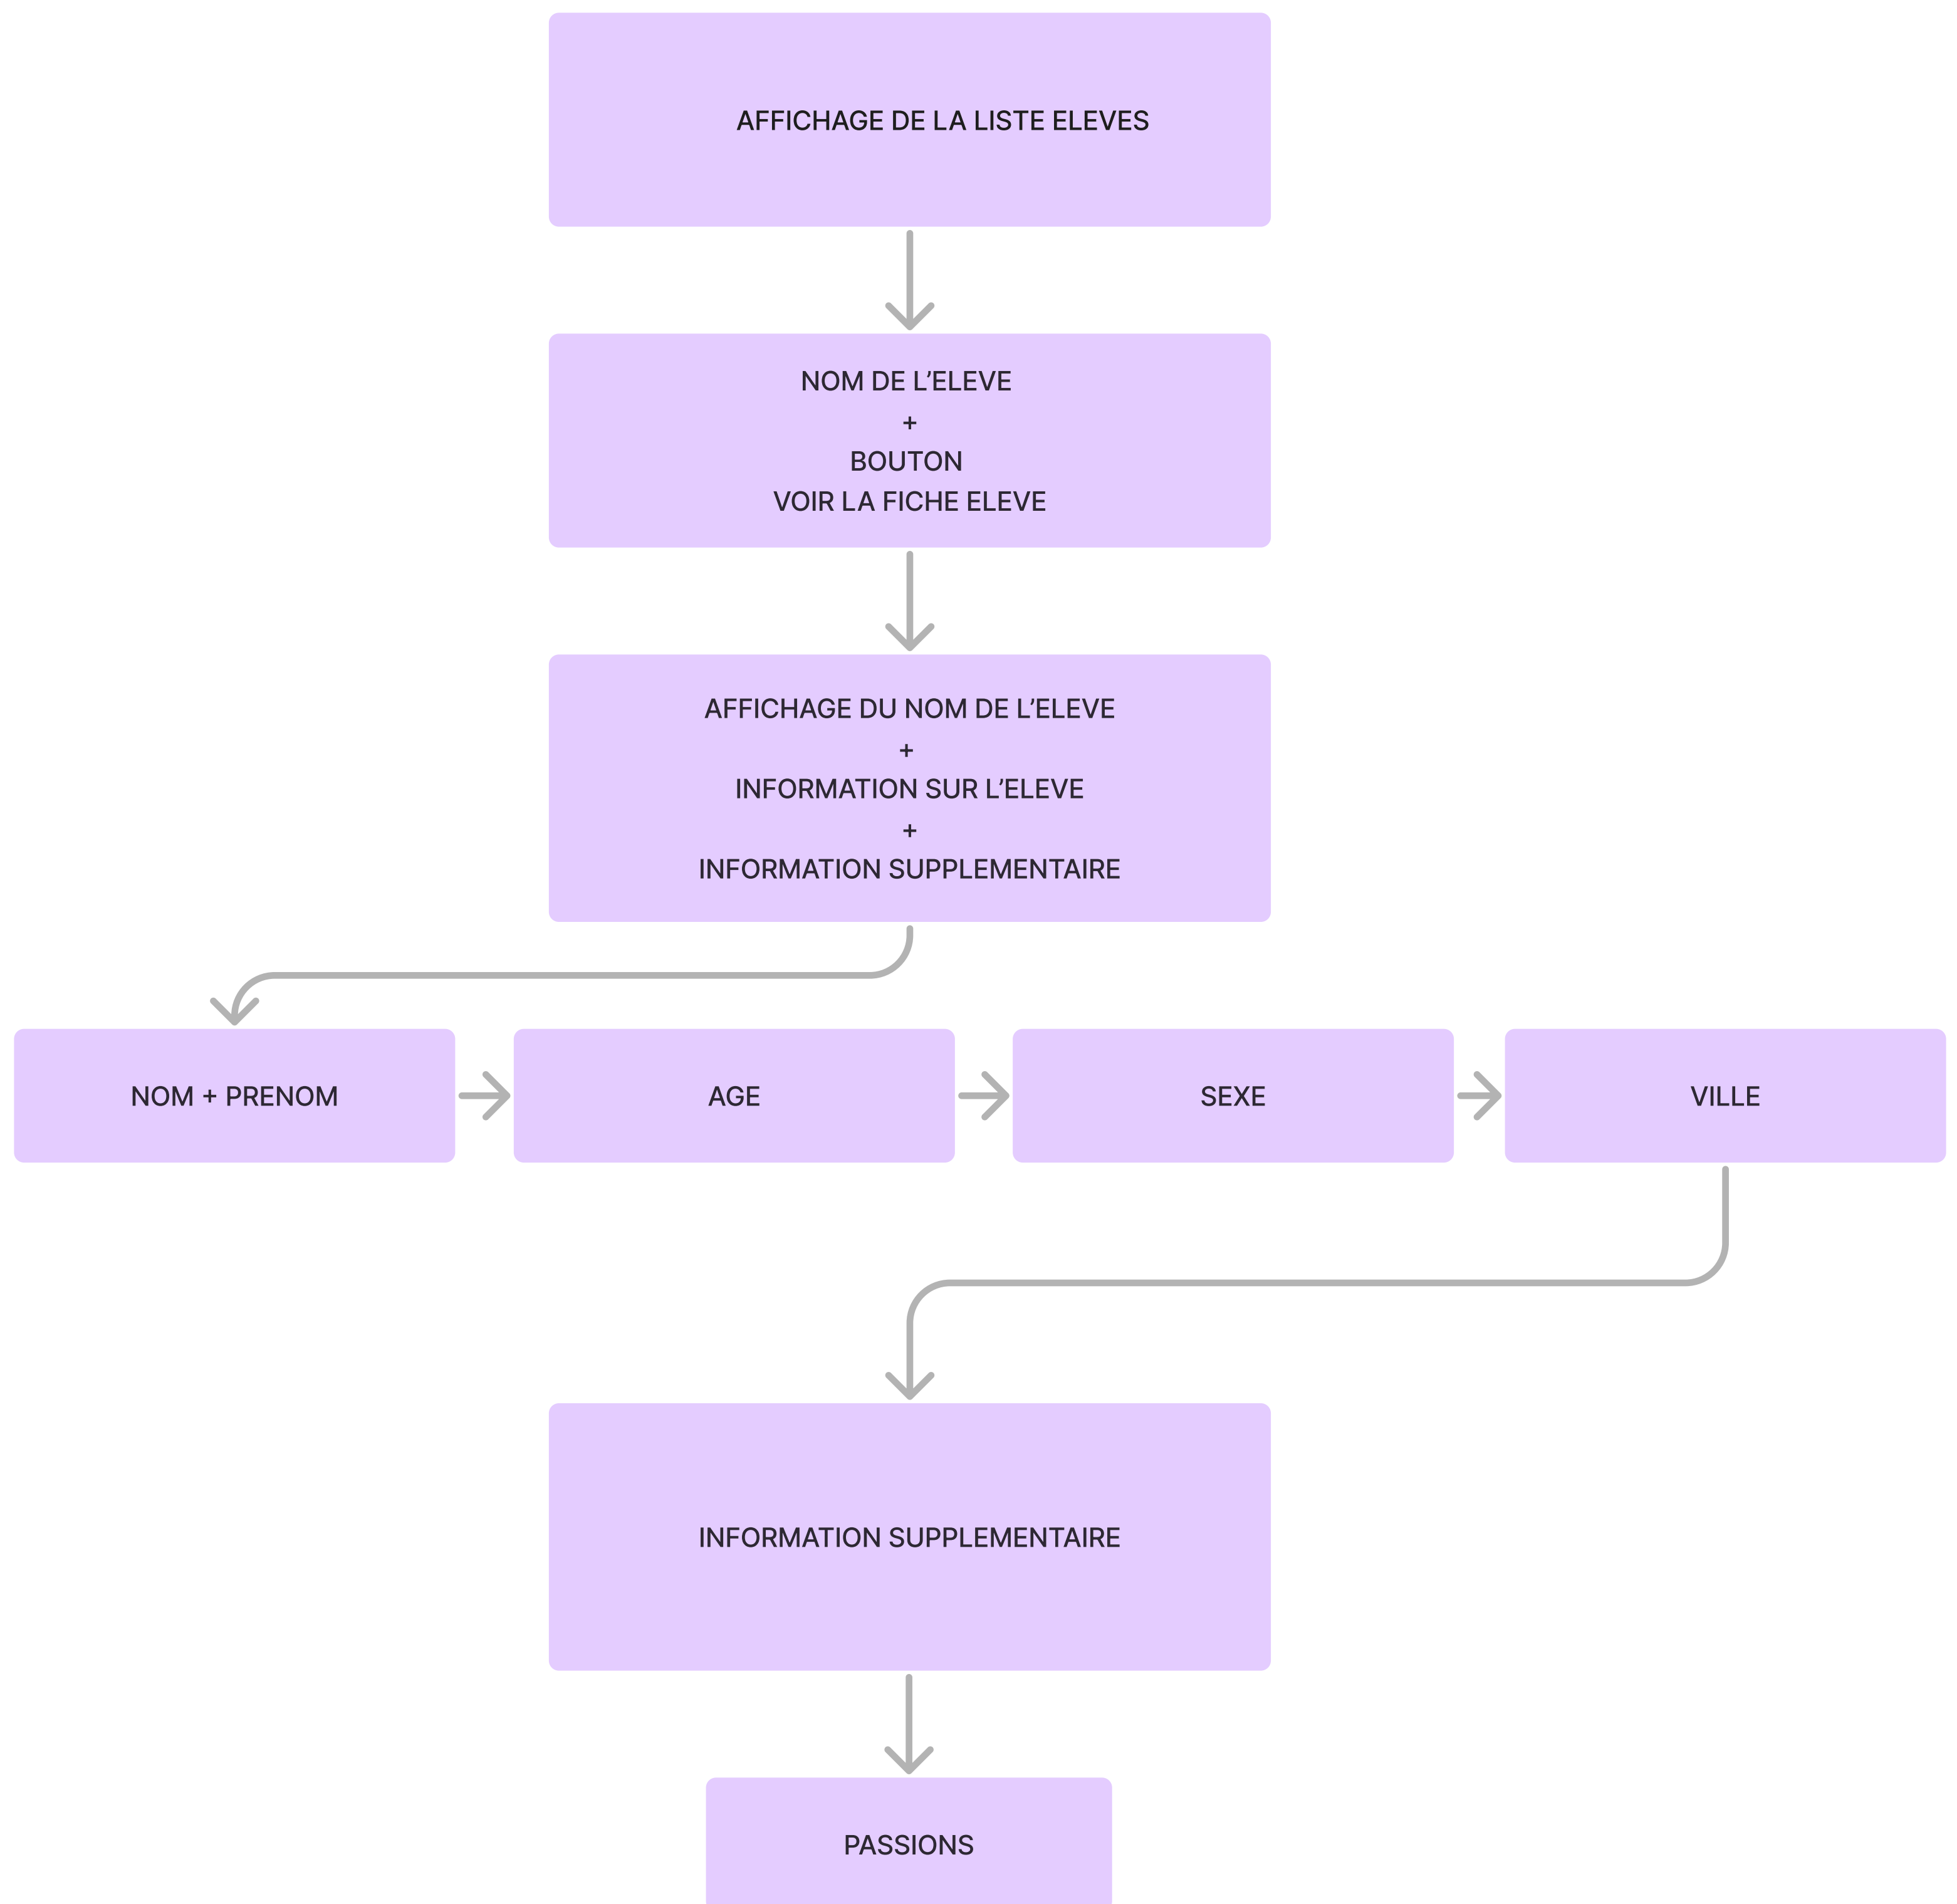 AFFICHAGE DE LA LISTE ELEVES
NOM DE L’ELEVE
+
BOUTON
VOIR LA FICHE ELEVE
AFFICHAGE DU NOM DE L’ELEVE
+
INFORMATION SUR L’ELEVE
+
INFORMATION SUPPLEMENTAIRE
NOM + PRENOM
AGE
SEXE
VILLE
INFORMATION SUPPLEMENTAIRE
PASSIONS